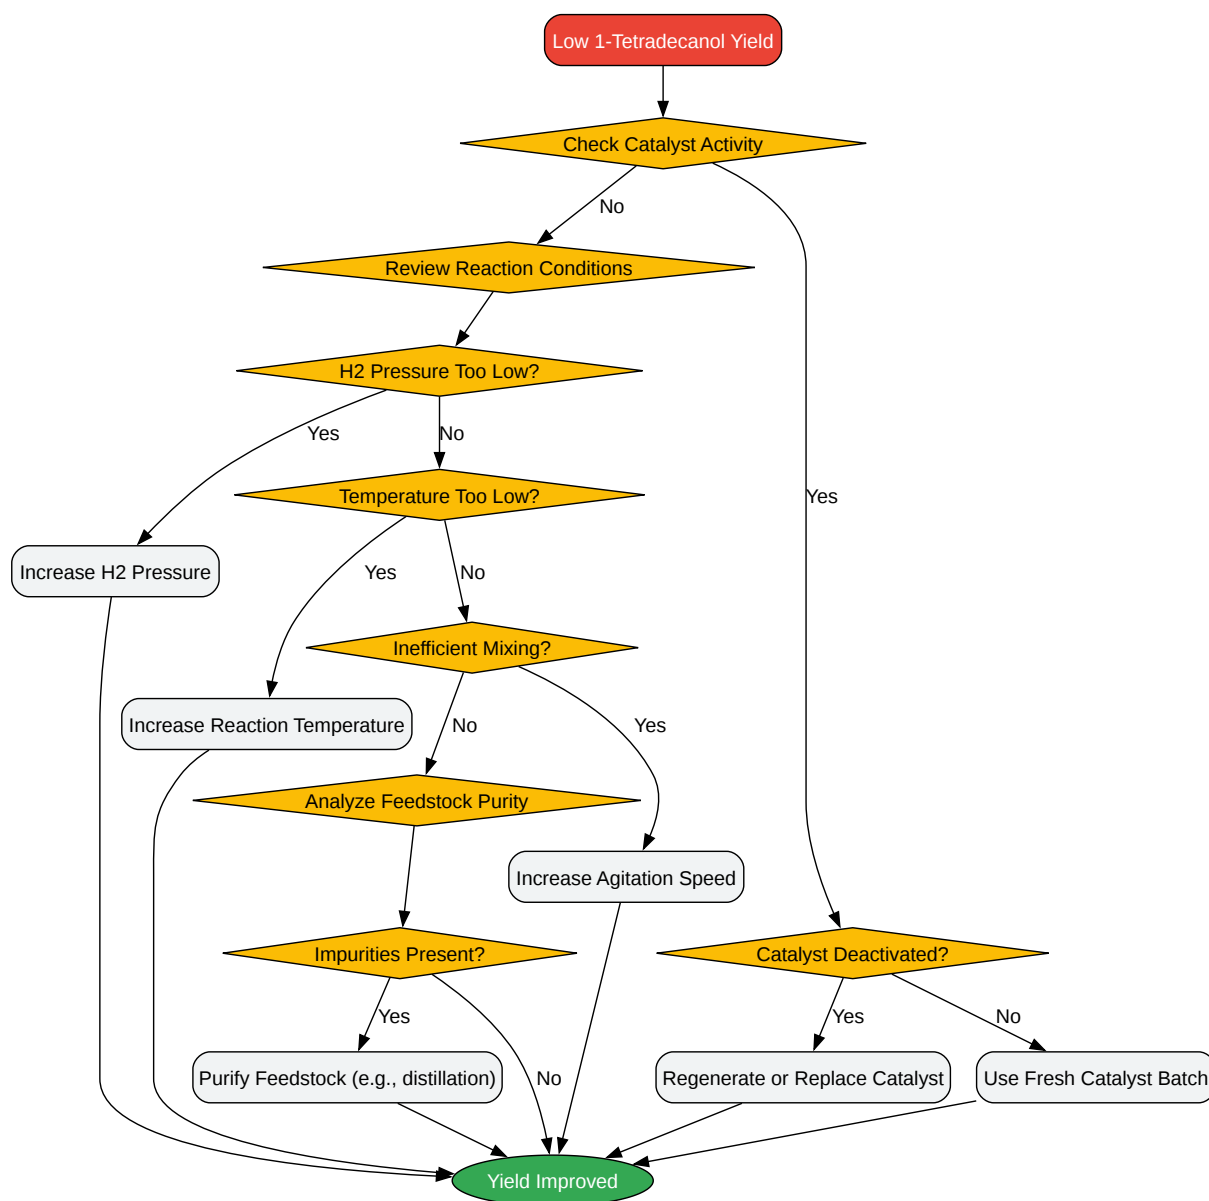 Low 1-Tetradecanol Yield
Check Catalyst Activity
No
Review Reaction Conditions
H2 Pressure Too Low?
Yes
No
Temperature Too Low?
Yes
Increase H2 Pressure
Yes
No
Inefficient Mixing?
Increase Reaction Temperature
No
Yes
Analyze Feedstock Purity
Increase Agitation Speed
Impurities Present?
Catalyst Deactivated?
Yes
Yes
No
Purify Feedstock (e.g., distillation)
No
Regenerate or Replace Catalyst
Use Fresh Catalyst Batch
Yield Improved